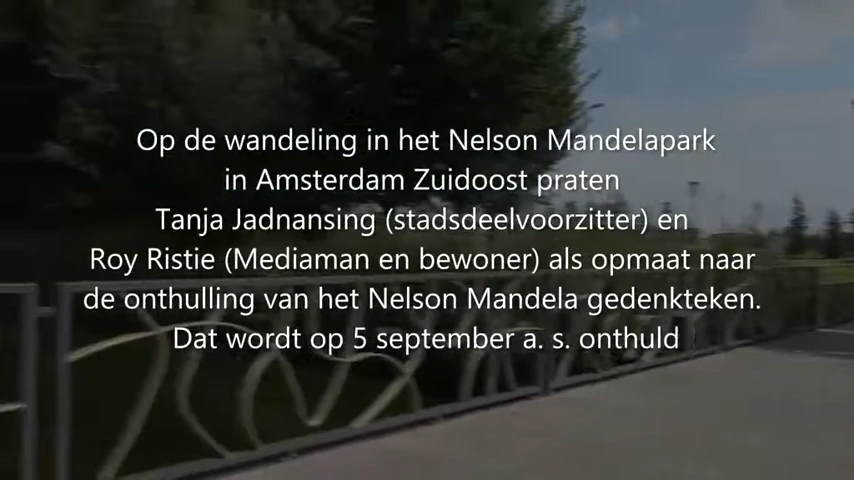 Op de wandeling in het Nelson Mandelapark
in Amsterdam Zuidoost praten
Tanja Jadnansing (stadsdeelvoorzitter) en
Roy Ristie (Mediaman en bewoner) als opmaat naar
de onthulling van het Nelson Mandela gedenkteken.
Dat wordt op 5 september a. s. onthuld